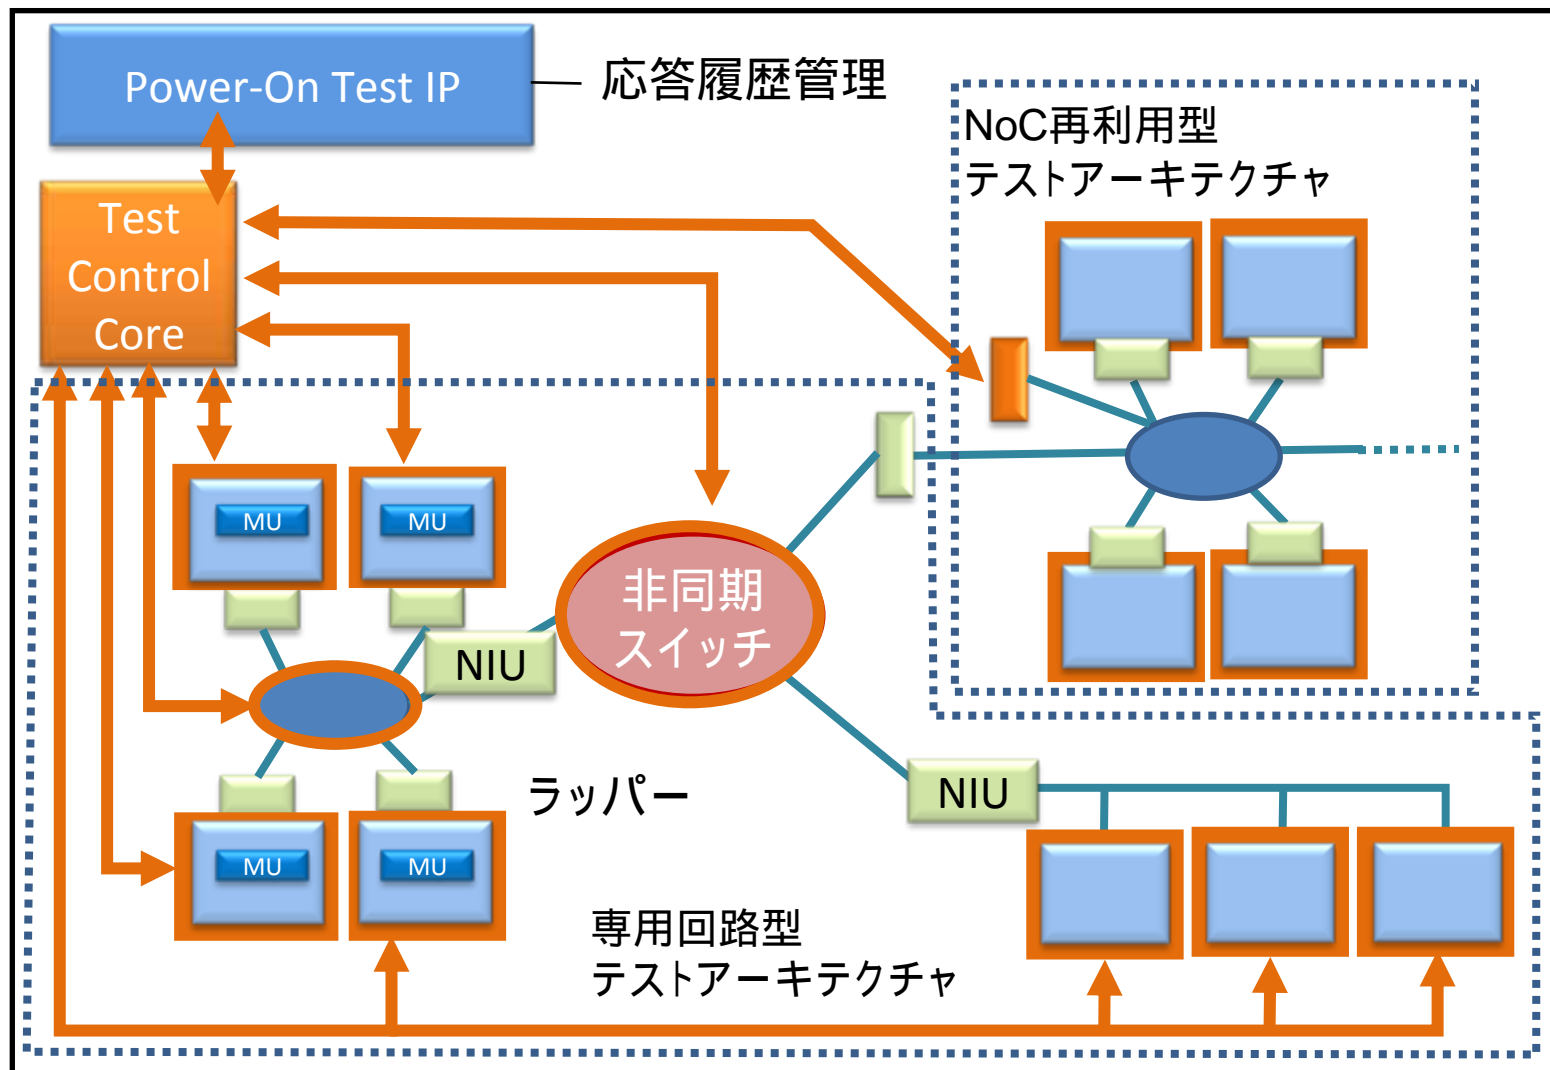 Power-On Test IP
応答履歴管理
NoC再利用型
テストアーキテクチャ
Test
Control
Core
MU
MU
非同期
スイッチ
NIU
ラッパー
NIU
MU
MU
専用回路型
テストアーキテクチャ